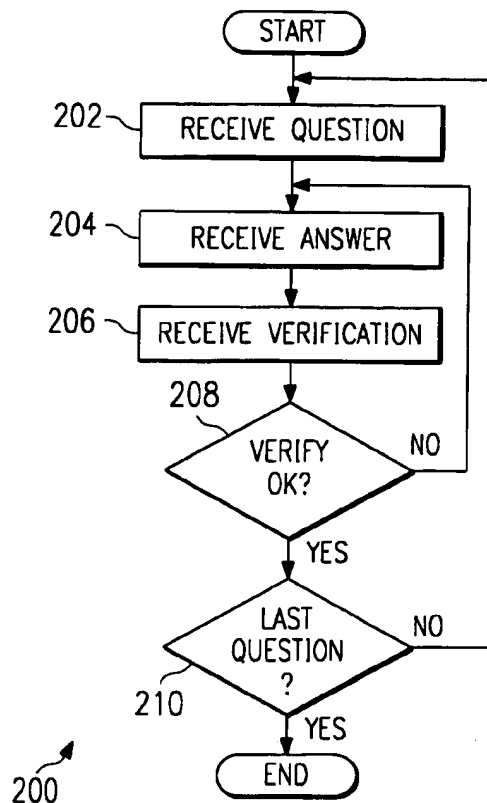 START
202
RECEIVE QUESTION
204
RECEIVE ANSWER
206
RECEIVE VERIFICATION
208
VERIFY
OK?
NO
YES
LAST
QUESTION
?
NO
210
YES
200
END